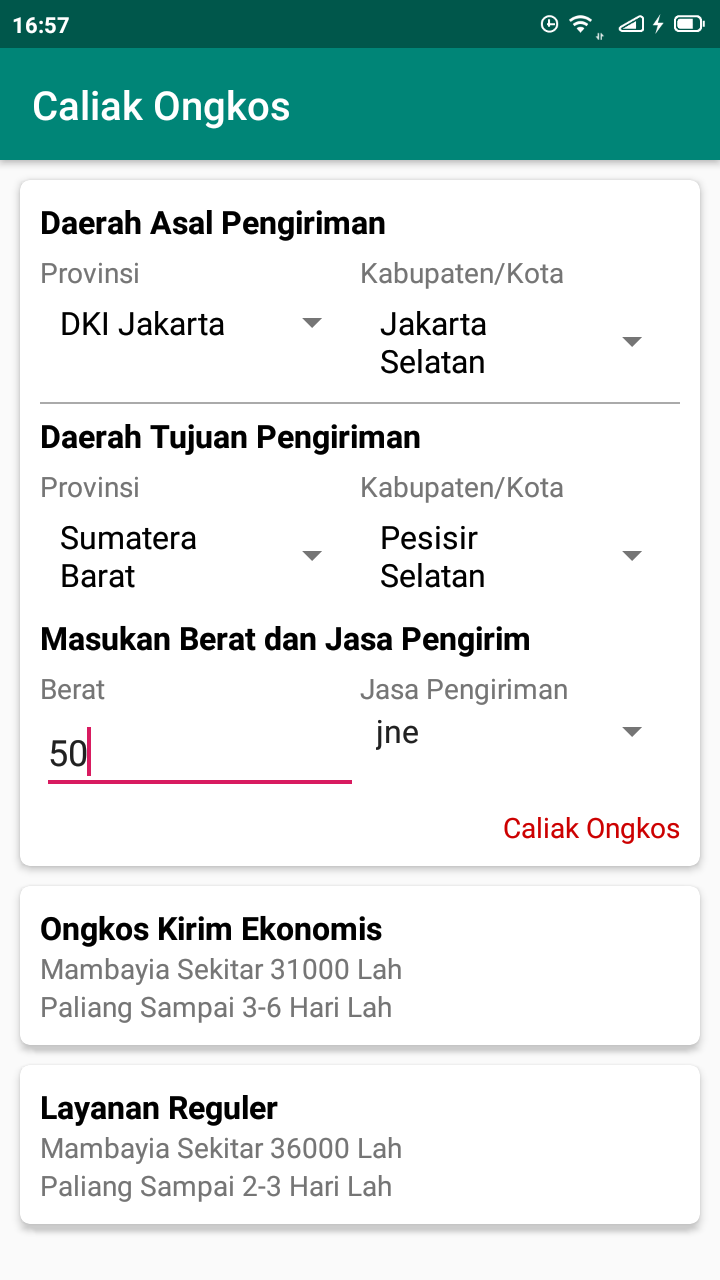 16:57
Caliak Ongkos
Daerah Asal Pengiriman
Provinsi
Kabupaten/Kota
DKI Jakarta
Jakarta
Selatan
Daerah Tujuan Pengiriman
Provinsi
Kabupaten/Kota
Sumatera
Barat
Pesisir
Selatan
Masukan Berat dan Jasa Pengirim
Berat
Jasa Pengiriman
50
jne
Caliak Ongkos
Ongkos Kirim Ekonomis
Mambayia Sekitar 31000 Lah
Paliang Sampai 3-6 Hari Lah
Layanan Reguler
Mambayia Sekitar 36000 Lah
Paliang Sampai 2-3 Hari Lah